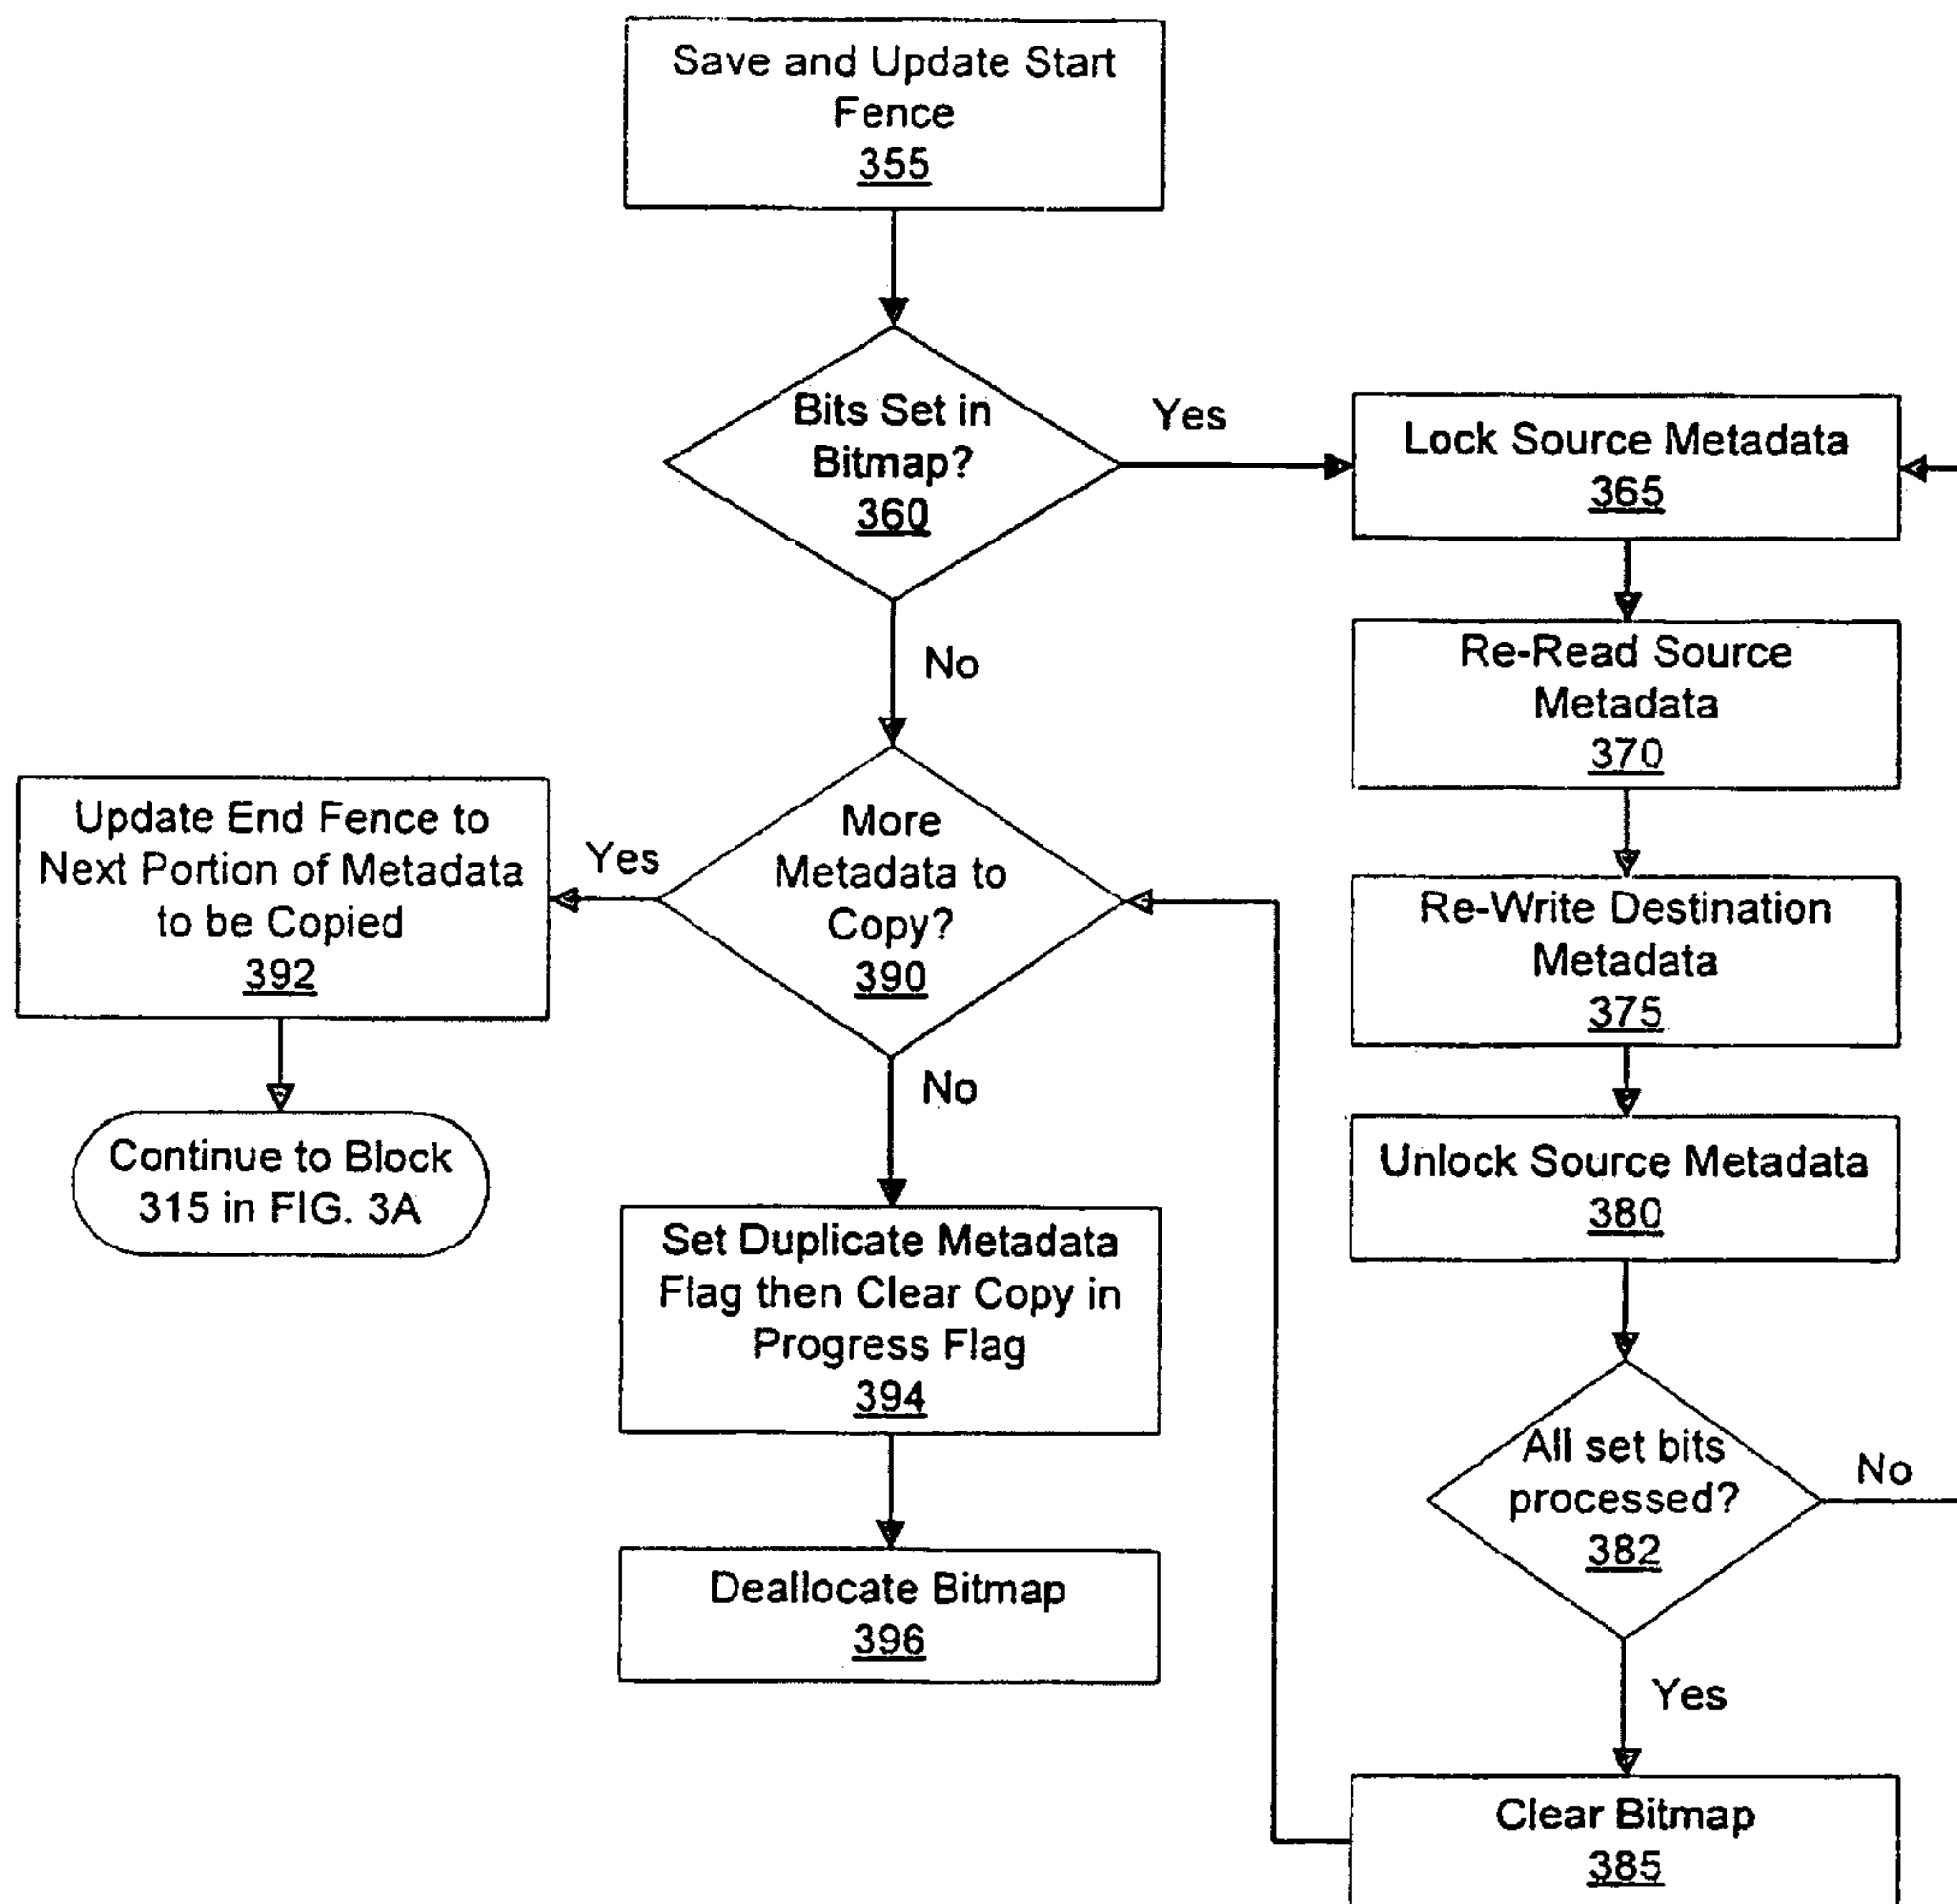 Save and Update Start
Fence
355
Bits Set in
Bitmap?
360
Yes
No
Lock Source Metadata
365
Re-Read Source
Metadata
370
Re-Write Destination
Metadata
375
Unlock Source Metadata
380
All set bits
processed?
382
No
Yes
Clear Bitmap
385
More
Metadata to
Copy?
390
Yes
No
Update End Fence to
Next Portion of Metadata
to be Copied
392
Continue to Block
315 in FIG. 3A
Set Duplicate Metadata
Flag then Clear Copy in
Progress Flag
394
Deallocate Bitmap
396